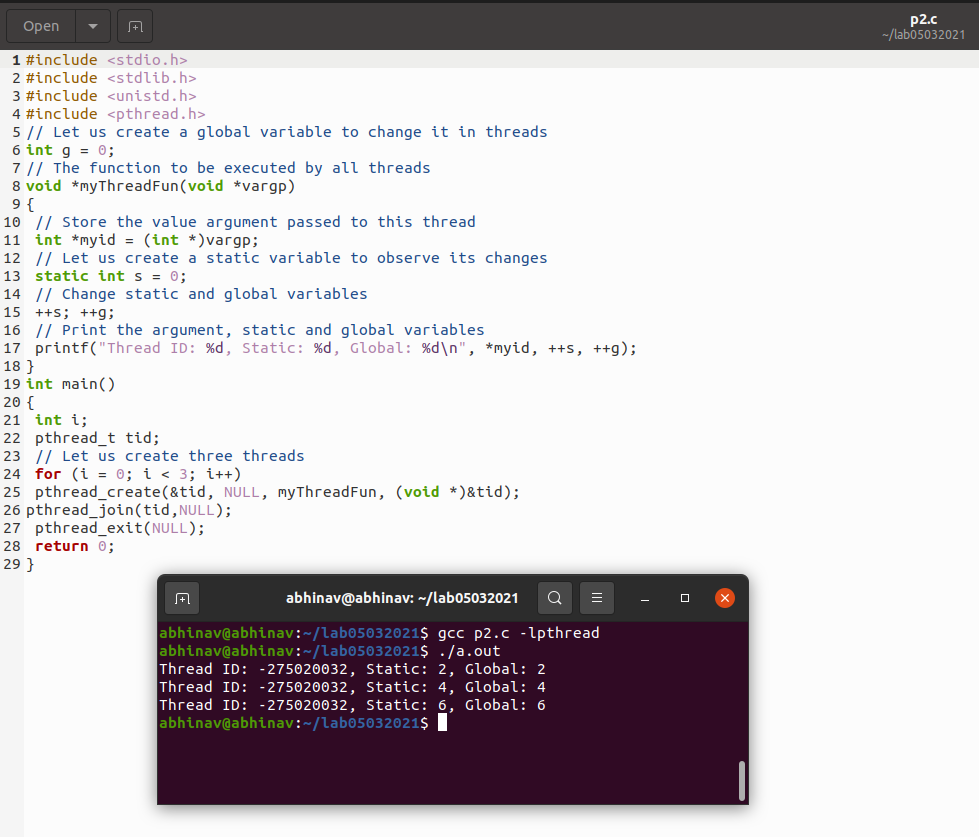 Open
p2.c
~/lab05032021
1 #include <stdio.h>
2 #include <stdlib.h>
3 #include <unistd.h>
4 #include <pthread.h>
5 // Let us create a global variable to change it in threads
6 int g = 0;
7 // The function to be executed by all threads
8 void *myThreadFun(void *vargp)
9 {
10 // Store the value argument passed to this thread
11 int *myid = (int *)vargp;
12 // Let us create a static variable to observe its changes
13 static int s = 0;
14 // Change static and global variables
15 ++s; ++g;
16 // Print the argument, static and global variables
17 printf("Thread ID: %d, Static: %d, Global: %d\n", *myid, ++s, ++g);
18 }
19 int main()
20 {
21 int i;
22 pthread_t tid;
23 // Let us create three threads
24 for (i = 0; i < 3; i++)
25 pthread_create(&tid, NULL, myThreadFun, (void *)&tid);
26 pthread_join(tid,NULL);
27 pthread_exit(NULL);
28 return 0;
29 }
abhinav@abhinav: ~/lab05032021
abhinav@abhinav:~/lab05032021$ gcc p2.c -lpthread
abhinav@abhinav:~/lab05032021$ ./a.out
Thread ID: -275020032, Static: 2, Global: 2
Thread ID: -275020032, Static: 4, Global: 4
Thread ID: -275020032, Static: 6, Global: 6
abhinav@abhinav:~/lab05032021$